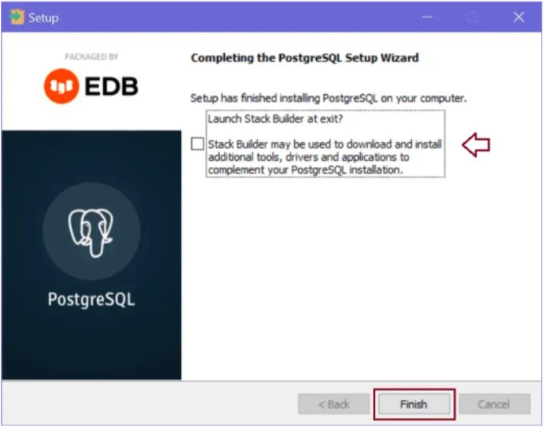 Setup
PACKAGED BY
EDB
Completing the PostgreSQL Setup Wizard
Setup has finished installing PostgreSQL on your computer.
Launch Stack Builder at exit?
Stack Builder may be used to download and install
additional tools, drivers and applications to
complement your PostgreSQL installation.
PostgreSQL
< Back
Finish
Cancel